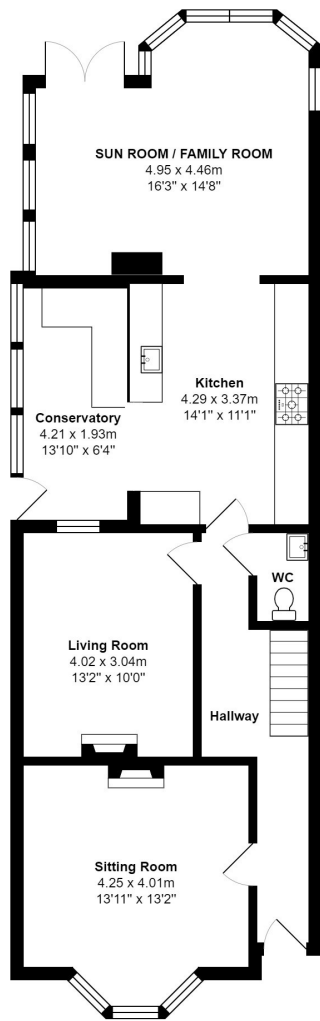 SUN ROOM / FAMILY ROOM
4.95 x 4.46m
16'3" x 14'8"
Kitchen
4.29 x 3.37m
14'1" x 11'1"
Conservatory
4.21 x 1.93m
13'10" x 6'4"
WC
Living Room
4.02 x 3.04m
13'2" x 10'0"
Hallway
Sitting Room
4.25 x 4.01m
13'11" x 13'2"